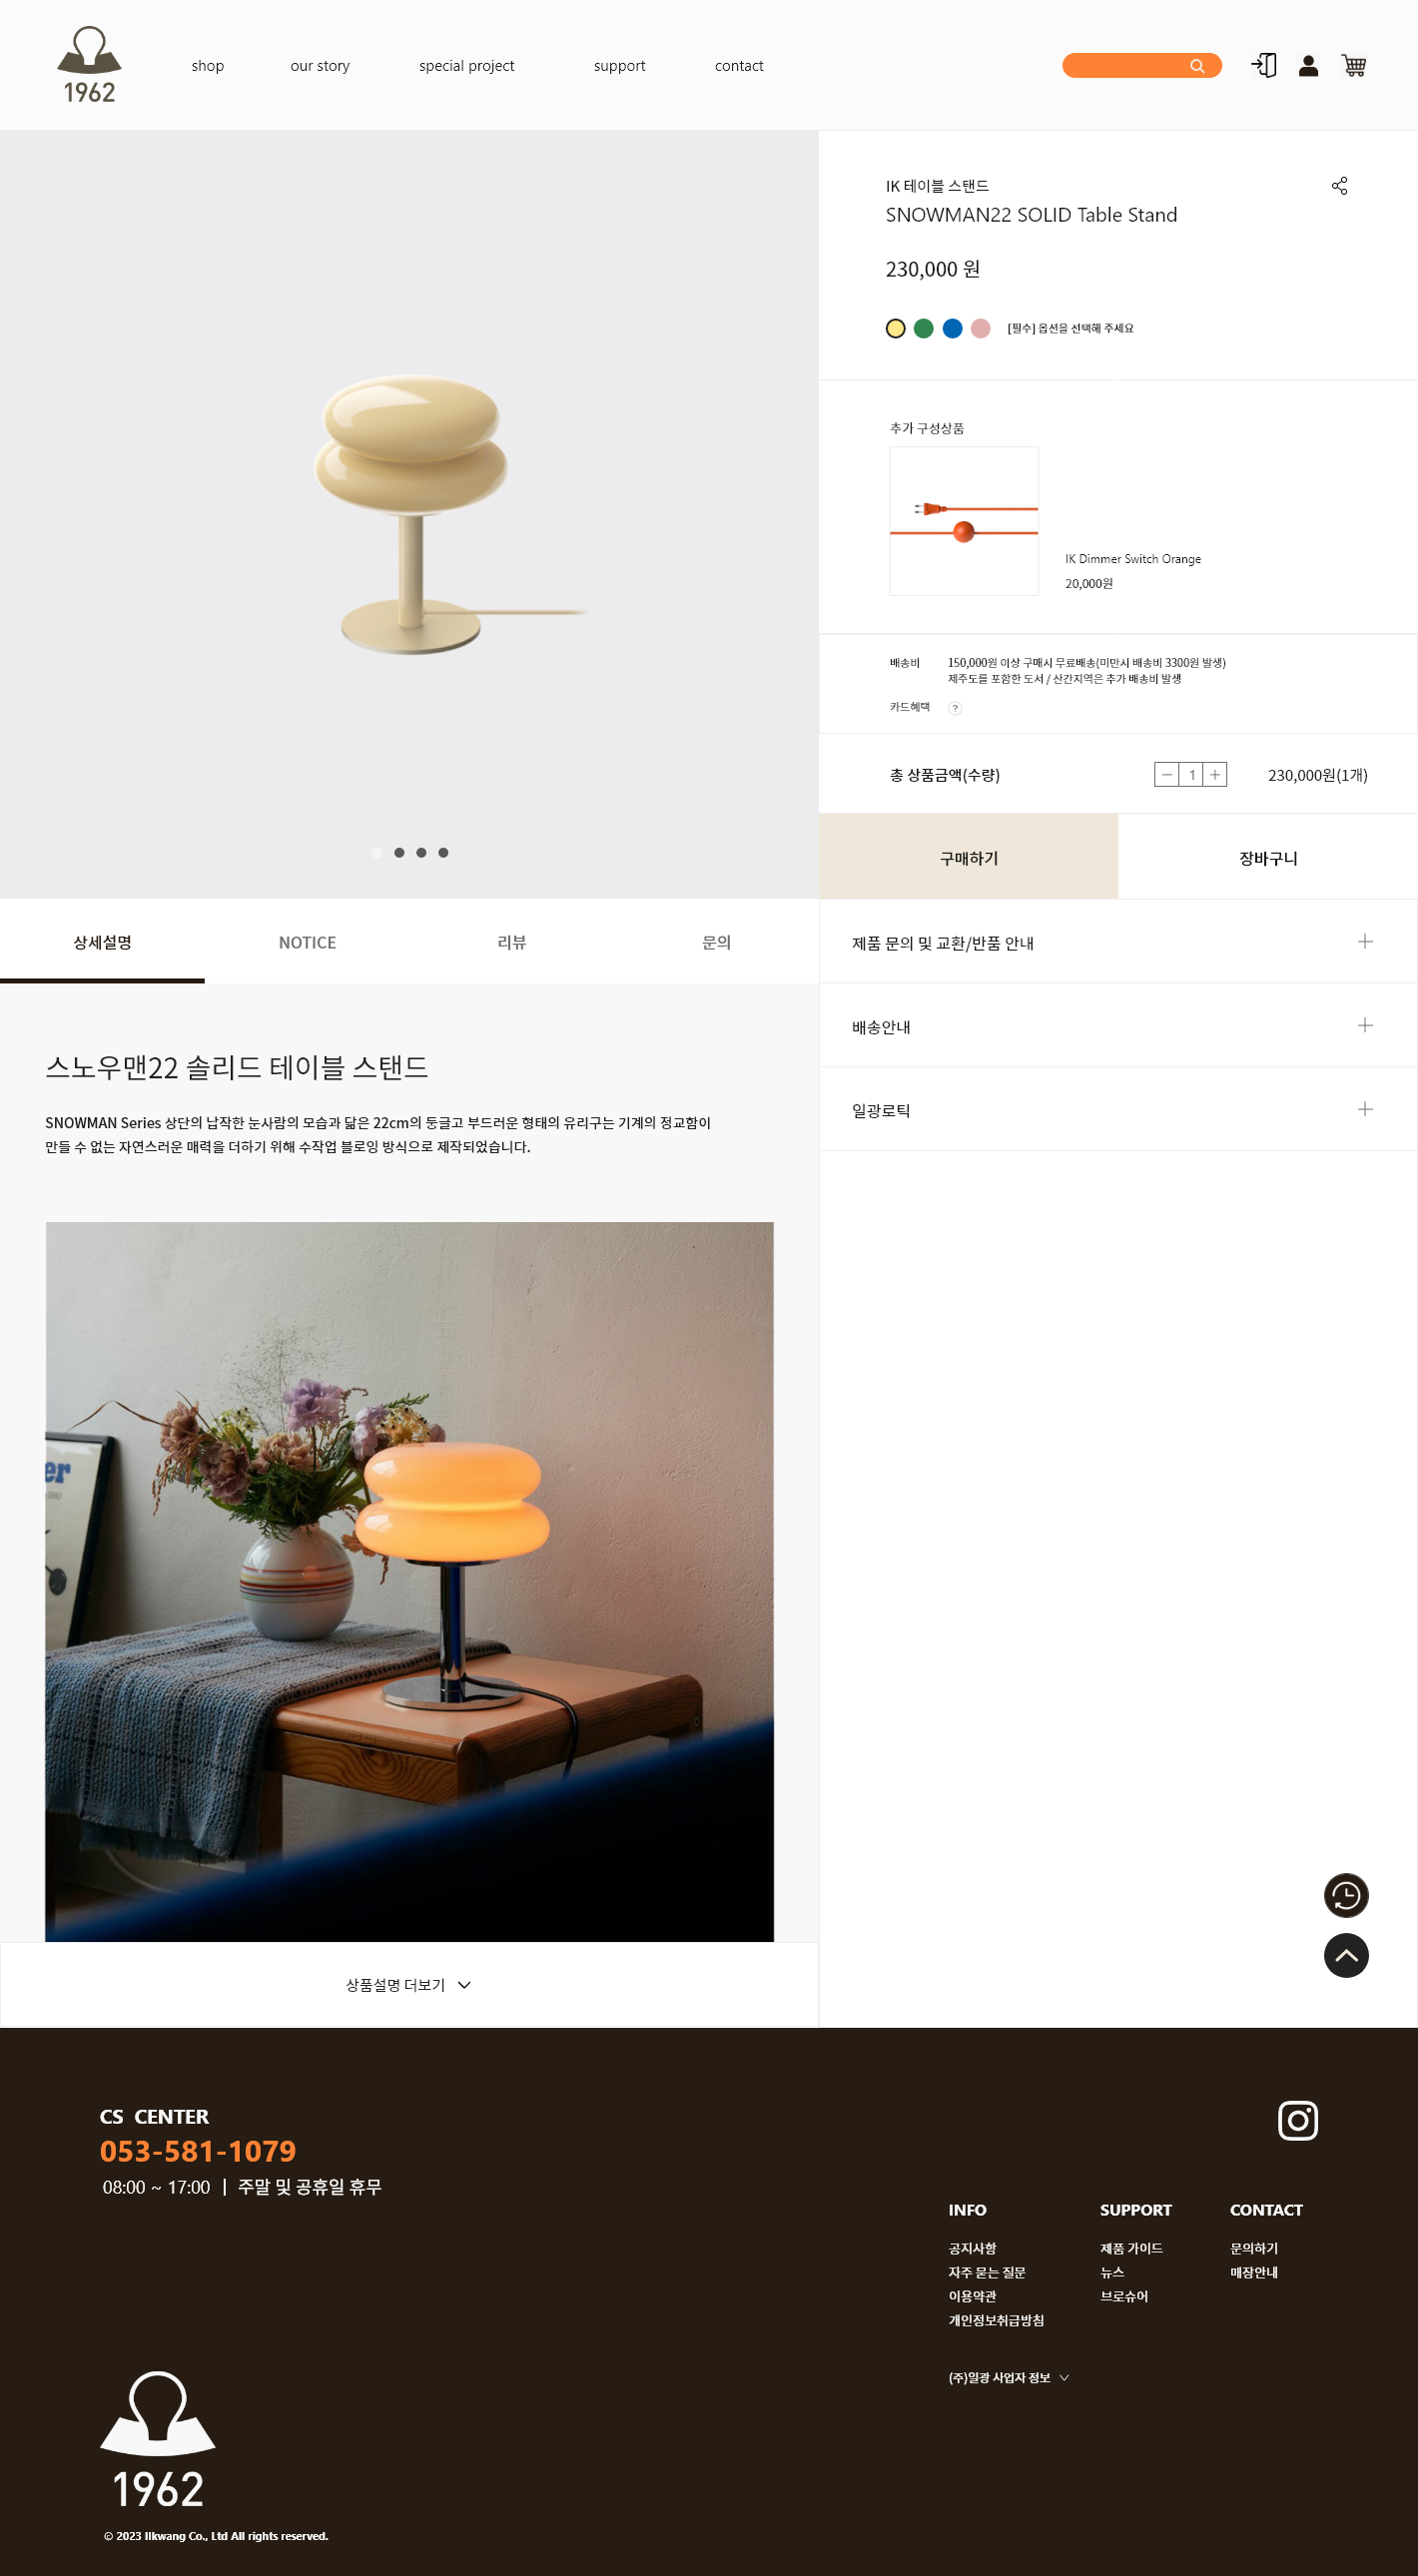 1962
shop
our story
special project
support
contact
IK 테이블 스탠드
SNOWMAN22 SOLID Table Stand
230,000 원
[필수] 옵션을 선택해 주세요
추가 구성상품
IK Dimmer Switch Orange
20,000원
배송비
150,000원 이상 구매시 무료배송(미만시 배송비 3300원 발생)
제주도를 포함한 도서 / 산간지역은 추가 배송비 발생
카드혜택
?
총 상품금액(수량)
1
230,000원(1개)
구매하기
장바구니
상세설명
NOTICE
리뷰
문의
제품 문의 및 교환/반품 안내
배송안내
일광로틱
스노우맨22 솔리드 테이블 스탠드
SNOWMAN Series 상단의 납작한 눈사람의 모습과 닮은 22cm의 둥글고 부드러운 형태의 유리구는 기계의 정교함이
만들 수 없는 자연스러운 매력을 더하기 위해 수작업 블로잉 방식으로 제작되었습니다.
er
상품설명 더보기
CS CENTER
053-581-1079
08:00 ~ 17:00 | 주말 및 공휴일 휴무
INFO
공지사항
자주 묻는 질문
이용약관
개인정보취급방침
SUPPORT
제품 가이드
뉴스
브로슈어
CONTACT
문의하기
매장안내
(주)일광 사업자 정보
1962
© 2023 Ilkwang Co., Ltd All rights reserved.